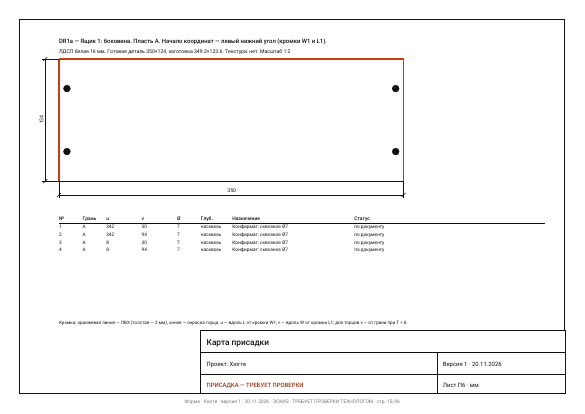 DR1a — Ящик 1: боковина. Пласть A. Начало координат — левый нижний угол (кромки W1 и L1).
ЛДСП белая 16 мм. Готовая деталь 350×124, заготовка 349.2×123.6. Текстура: нет. Масштаб 1:2
124
350
№ Грань u v Ø Глуб. Назначение Статус
1 A 342 30 7 насквозь Конфирмат: сквозное Ø7 по документу
2 A 342 94 7 насквозь Конфирмат: сквозное Ø7 по документу
3 A 8 30 7 насквозь Конфирмат: сквозное Ø7 по документу
4 A 8 94 7 насквозь Конфирмат: сквозное Ø7 по документу
Кромка: оранжевая линия — ПВХ (толстая — 2 мм), синяя — окраска торца. u — вдоль L от кромки W1, v — вдоль W от кромки L1; для торцов v — от грани при T = 0.
Карта присадки
Проект: Хюгге Версия 1 · 20.11.2026
ПРИСАДКА — ТРЕБУЕТ ПРОВЕРКИ Лист П6 · мм
Форма · Хюгге · версия 1 · 20.11.2026 · ЭСКИЗ · ТРЕБУЕТ ПРОВЕРКИ ТЕХНОЛОГОМ · стр. 15/36